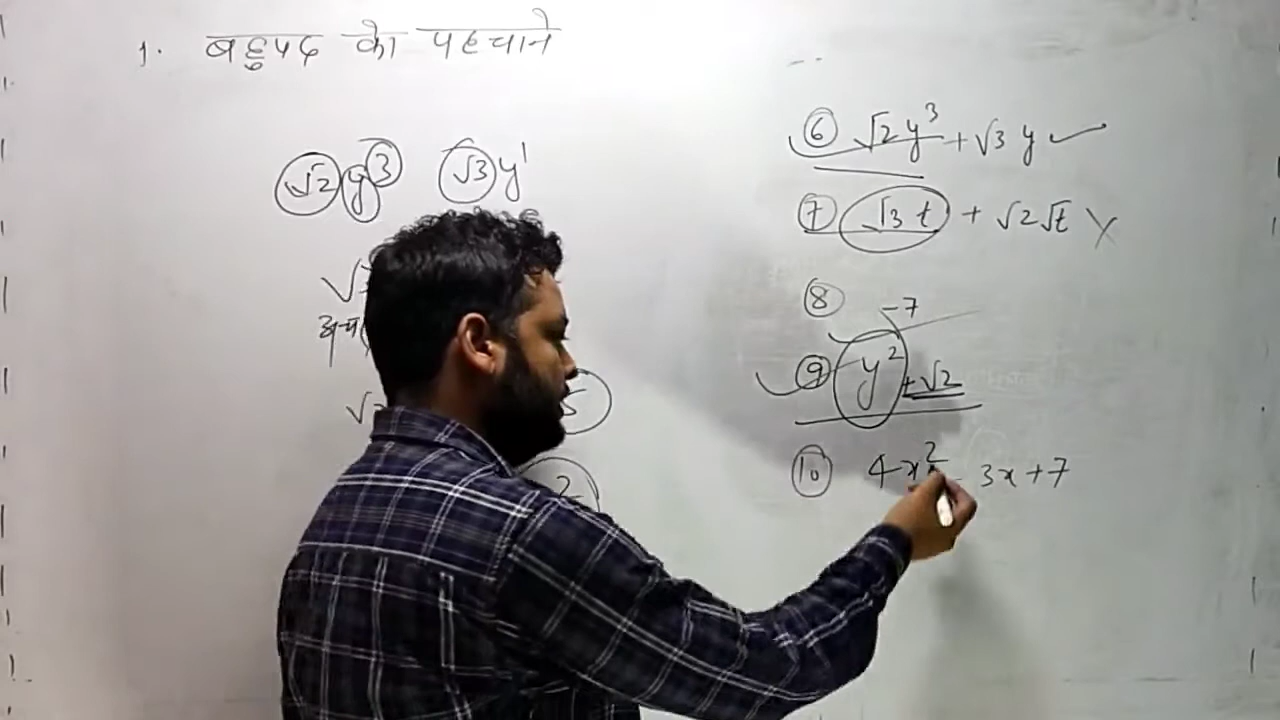 1. बहुपद को पहचाने
√2 y³ √3 y¹
⑥ √2 y³ + √3 y ✓
⑦ √3 t + √2 √t X
⑧ -7
⑨ y² + √2
⑩ 4x² - 3x + 7